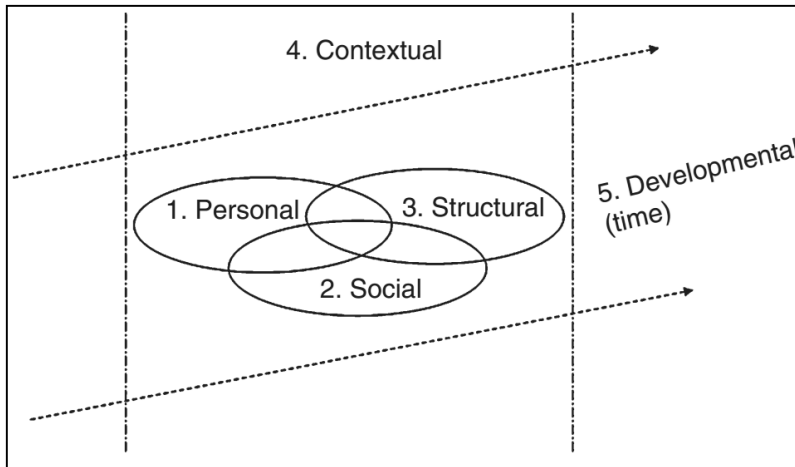 4. Contextual
1. Personal
3. Structural
2. Social
5. Developmental
(time)